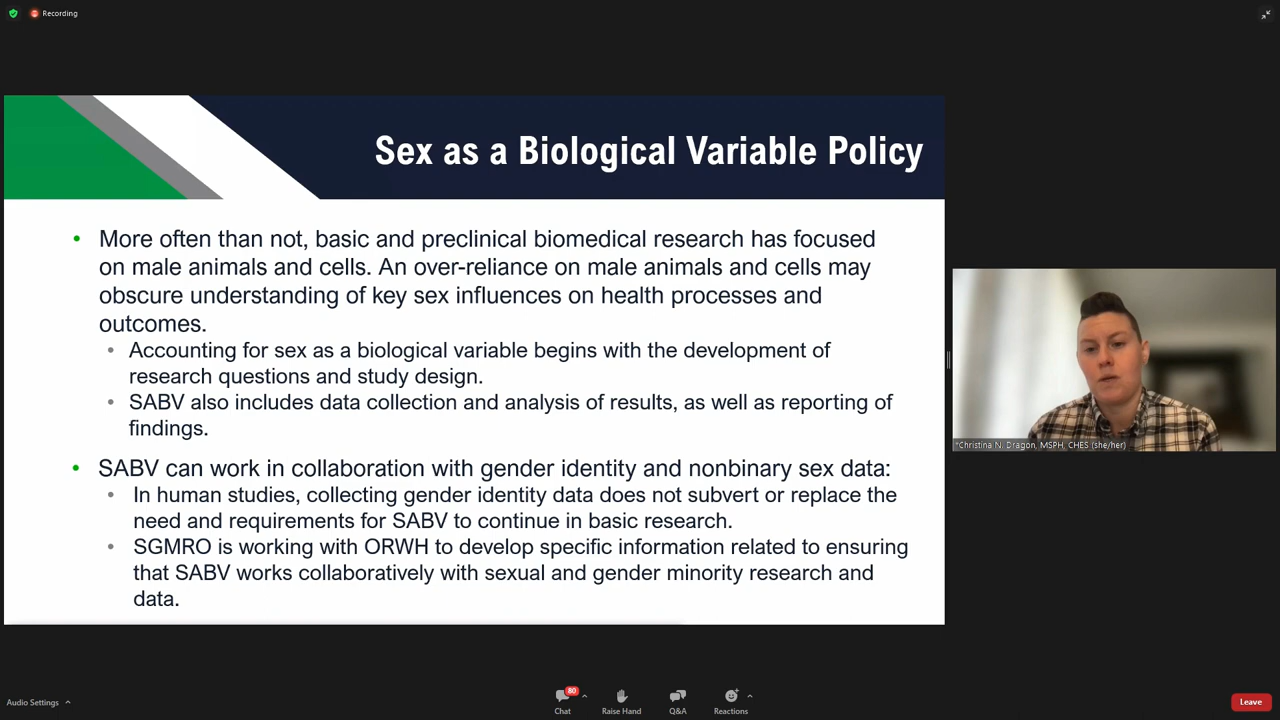 Recording
Sex as a Biological Variable Policy
• More often than not, basic and preclinical biomedical research has focused
on male animals and cells. An over-reliance on male animals and cells may
obscure understanding of key sex influences on health processes and
outcomes.
• Accounting for sex as a biological variable begins with the development of
research questions and study design.
• SABV also includes data collection and analysis of results, as well as reporting of
findings.
• SABV can work in collaboration with gender identity and nonbinary sex data:
• In human studies, collecting gender identity data does not subvert or replace the
need and requirements for SABV to continue in basic research.
• SGMRO is working with ORWH to develop specific information related to ensuring
that SABV works collaboratively with sexual and gender minority research and
data.
*Christina N. Dragon, MSPH, CHES (she/her)
Audio Settings
80
Chat
Raise Hand
Q&A
Reactions
Leave